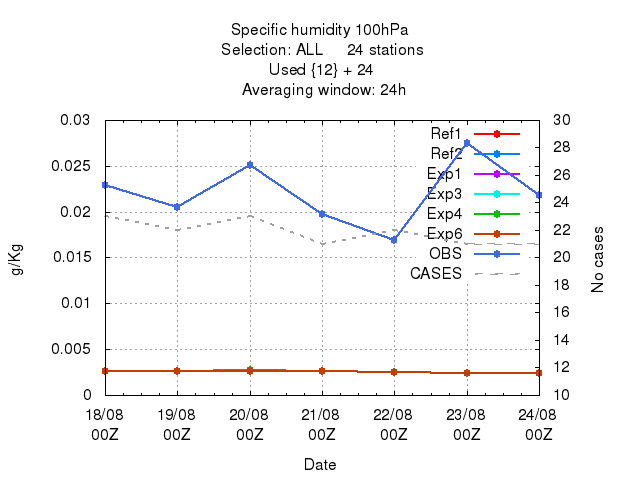 Specific humidity 100hPa
Selection: ALL 24 stations
Used {12} + 24
Averaging window: 24h
0.03 30
Ref1
28
Ref2
0.025 26
Exp1
24
Exp3
0.02 Exp4
22
Exp6
0.015 OBS 20
CASES
18
0.01 16
14
0.005
12
0 10
18/08 19/08 20/08 21/08 22/08 23/08 24/08
00Z 00Z 00Z 00Z 00Z 00Z 00Z
g/Kg
No cases
Date